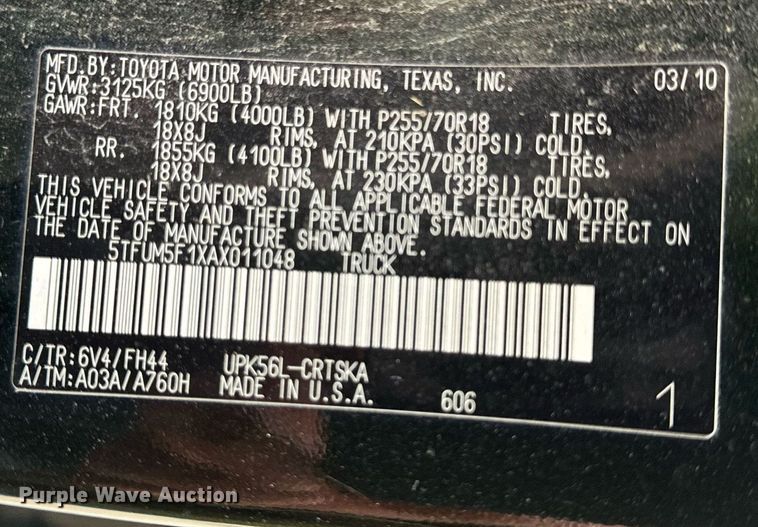 MFD.BY:TOYOTA MOTOR MANUFACTURING, TEXAS, INC. 03/10
GVWR:3125KG (6900LB)
GAWR:FRT. 1810KG (4000LB) WITH P255/70R18 TIRES,
18X8J RIMS, AT 210KPA (30PSI) COLD.
RR. 1855KG (4100LB) WITH P255/70R18 TIRES,
18X8J RIMS, AT 230KPA (33PSI) COLD.
THIS VEHICLE CONFORMS TO ALL APPLICABLE FEDERAL MOTOR
VEHICLE SAFETY AND THEFT PREVENTION STANDARDS IN EFFECT ON
THE DATE OF MANUFACTURE SHOWN ABOVE.
5TFUM5F1XAX011048 TRUCK
C/TR:6V4/FH44 UPK56L-CRTSKA
A/TM:A03A/A760H MADE IN U.S.A. 606 1
Purple Wave Auction